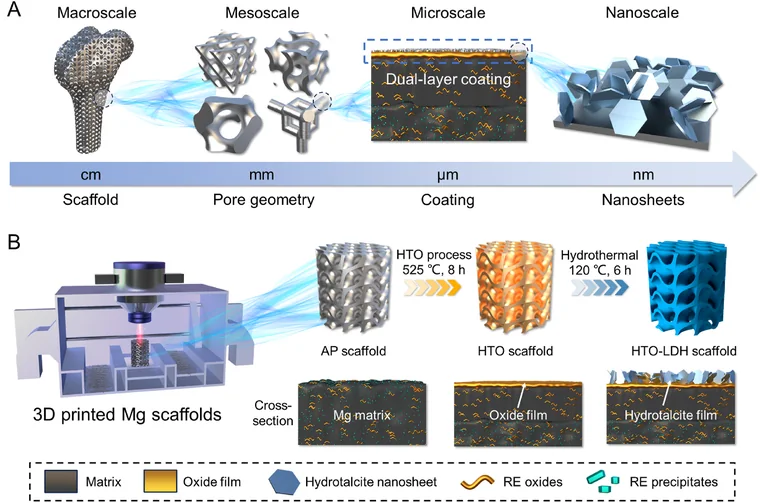 A
Macroscale
Mesoscale
Microscale
Nanoscale
Dual-layer coating
cm
mm
μm
nm
Scaffold
Pore geometry
Coating
Nanosheets
B
HTO process
525 ℃, 8 h
Hydrothermal
120 ℃, 6 h
AP scaffold
HTO scaffold
HTO-LDH scaffold
3D printed Mg scaffolds
Cross-
section
Mg matrix
Oxide film
Hydrotalcite film
Matrix
Oxide film
Hydrotalcite nanosheet
RE oxides
RE precipitates